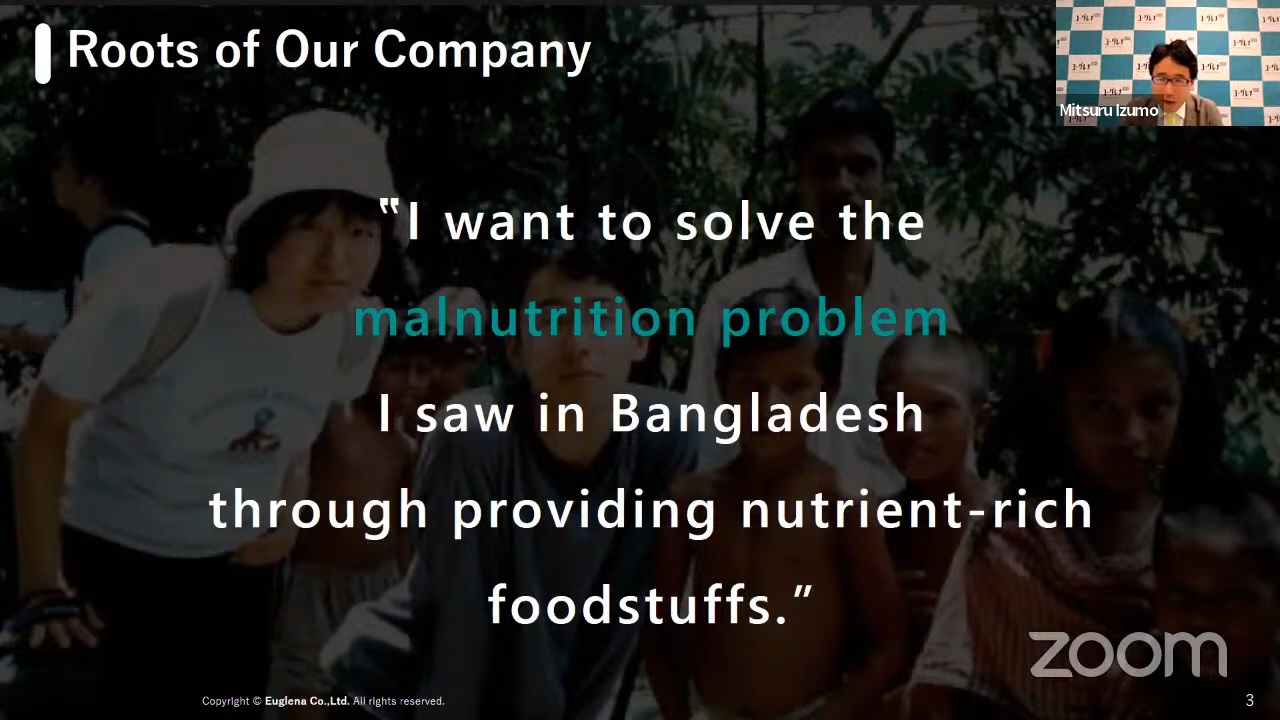 Roots of Our Company
Mitsuru Izumo
“I want to solve the
malnutrition problem
I saw in Bangladesh
through providing nutrient-rich
foodstuffs.”
zoom
Copyright © Euglena Co.,Ltd. All rights reserved.
3